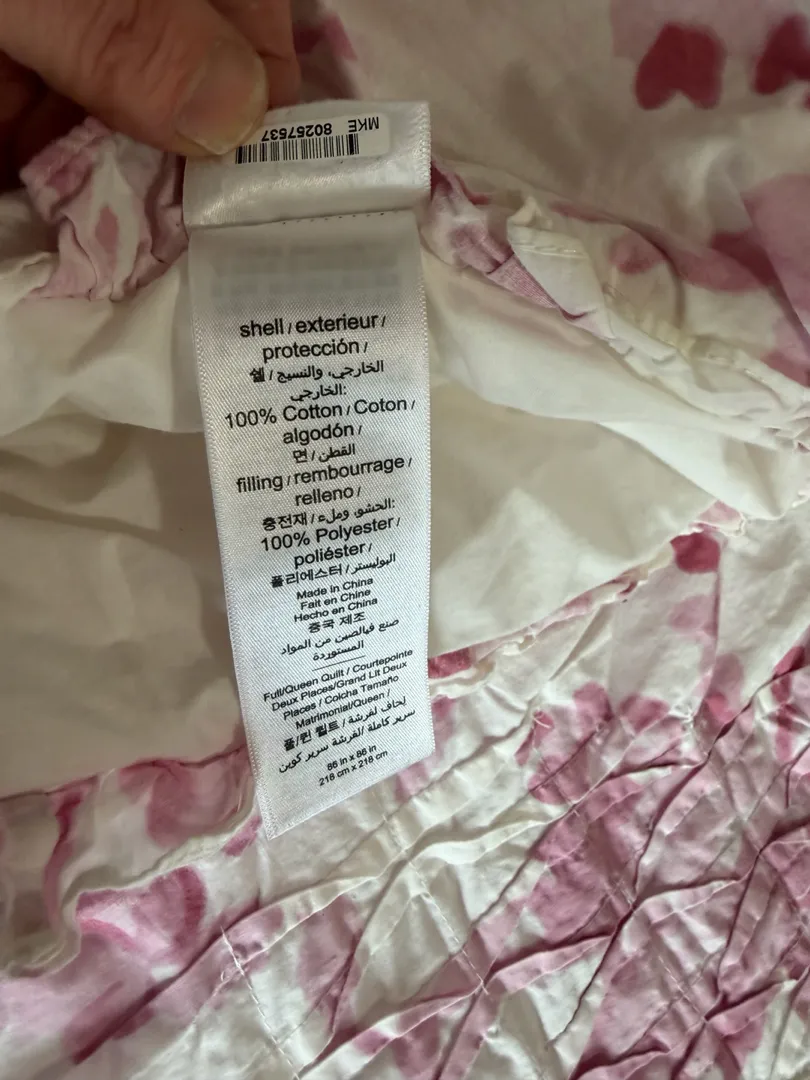 MKE 80257537
shell / exterieur /
protección /
쉘 / الخارجي، والنسيج
الخارجي:
100% Cotton / Coton /
algodón /
면 / القطن
filling / rembourrage /
relleno /
충전재 / الحشو، وملء:
100% Polyester /
poliéster /
폴리에스터 / البوليستر
Made in China
Fait en Chine
Hecho en China
중국 제조
صنع فيالصين من المواد
المستوردة
Full/Queen Quilt / Courtepointe
Deux Places/Grand Lit Deux
Places / Colcha Tamaño
Matrimonial/Queen /
풀/퀸 퀼트 / لحاف لفرشة
سرير كاملة /لفرشة سرير كوين
86 in x 86 in
218 cm x 218 cm